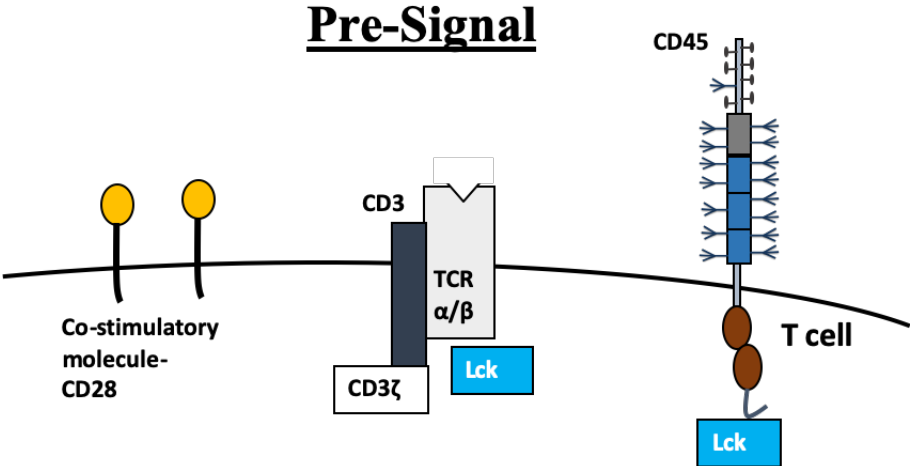 Pre-Signal
CD45
CD3
TCR
α/β
Co-stimulatory
molecule-
CD28
CD3ζ
Lck
T cell
Lck